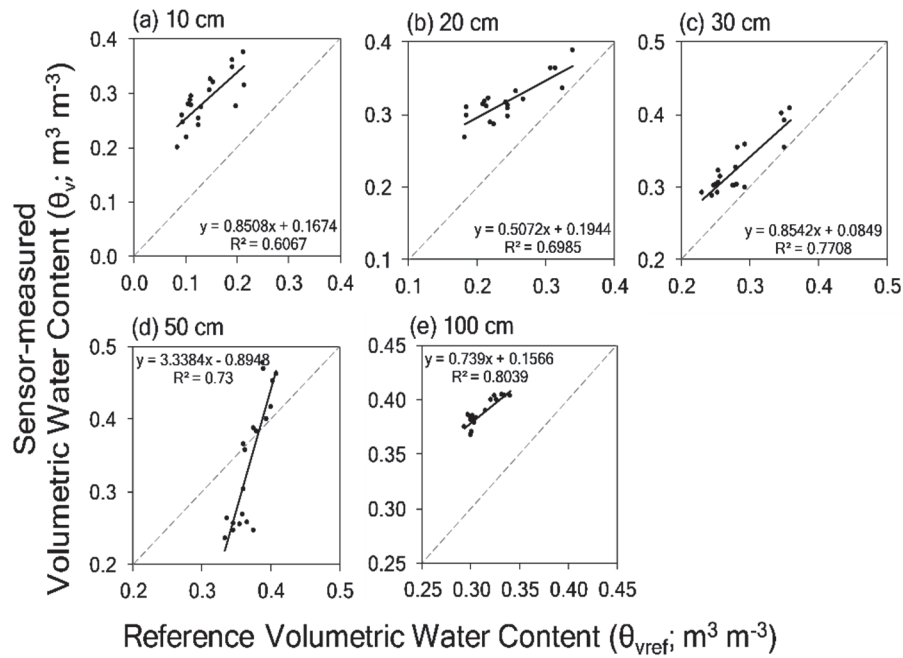 Sensor-measured
Volumetric Water Content (θv; m³ m-³)
(a) 10 cm
0.4
0.3
0.2
0.1
0.0
0.0 0.1 0.2 0.3 0.4
y = 0.8508x + 0.1674
R² = 0.6067
(b) 20 cm
0.4
0.3
0.2
0.1
0.1 0.2 0.3 0.4
y = 0.5072x + 0.1944
R² = 0.6985
(c) 30 cm
0.5
0.4
0.3
0.2
0.2 0.3 0.4 0.5
y = 0.8542x + 0.0849
R² = 0.7708
(d) 50 cm
0.5
0.4
0.3
0.2
0.2 0.3 0.4 0.5
y = 3.3384x - 0.8948
R² = 0.73
(e) 100 cm
0.45
0.40
0.35
0.30
0.25
0.25 0.30 0.35 0.40 0.45
y = 0.739x + 0.1566
R² = 0.8039
Reference Volumetric Water Content (θvref; m³ m-³)